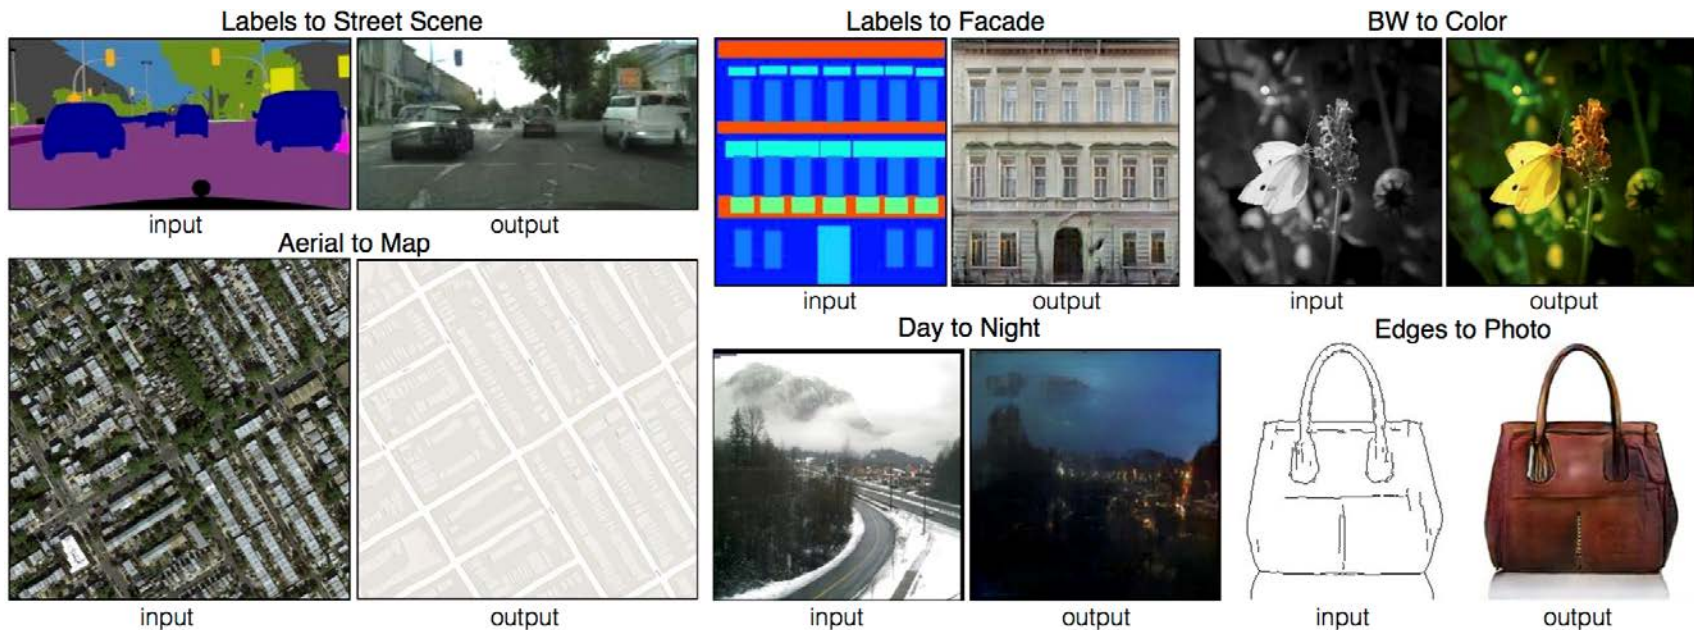 Labels to Street Scene
input
output
Aerial to Map
input
output
Labels to Facade
input
output
BW to Color
input
output
Day to Night
input
output
Edges to Photo
input
output